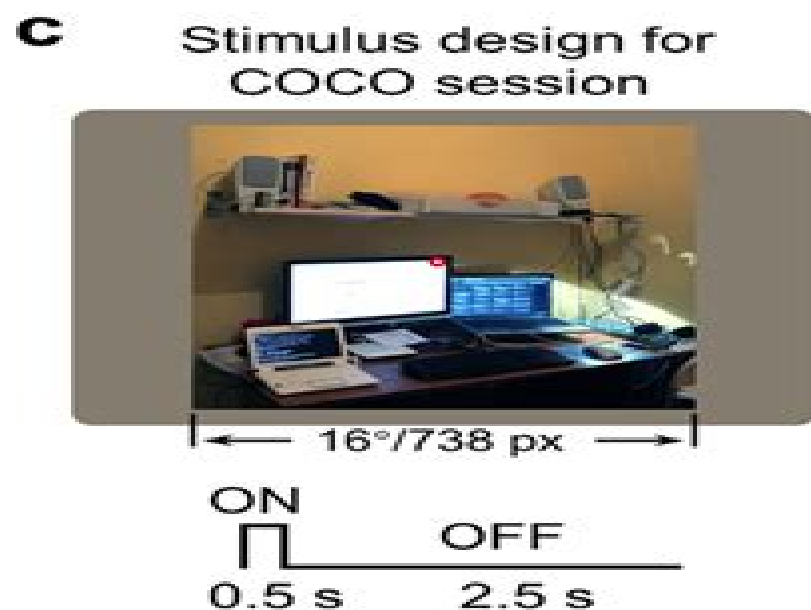 c
Stimulus design for
COCO session
16°/738 px
ON
OFF
0.5 s 2.5 s